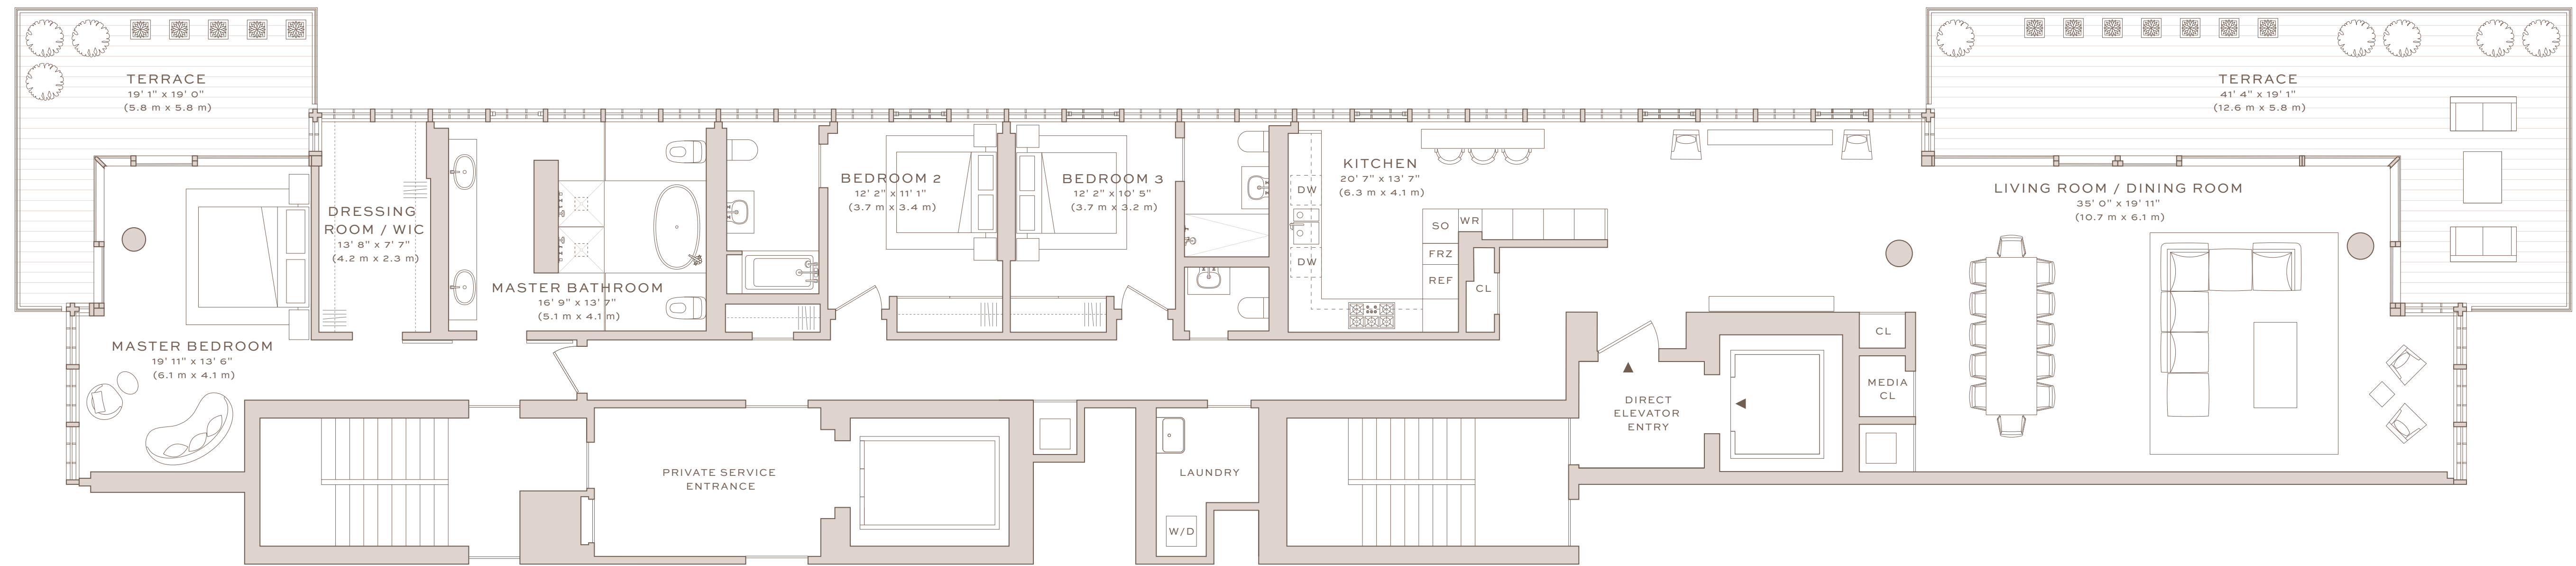 TERRACE
19' 1" x 19' 0"
(5.8 m x 5.8 m)
TERRACE
41' 4" x 19' 1"
(12.6 m x 5.8 m)
DRESSING
ROOM / WIC
13' 8" x 7' 7"
(4.2 m x 2.3 m)
MASTER BATHROOM
16' 9" x 13' 7"
(5.1 m x 4.1 m)
BEDROOM 2
12' 2" x 11' 1"
(3.7 m x 3.4 m)
BEDROOM 3
12' 2" x 10' 5"
(3.7 m x 3.2 m)
KITCHEN
20' 7" x 13' 7"
(6.3 m x 4.1 m)
DW
DW
SO
WR
FRZ
REF
CL
LIVING ROOM / DINING ROOM
35' 0" x 19' 11"
(10.7 m x 6.1 m)
MASTER BEDROOM
19' 11" x 13' 6"
(6.1 m x 4.1 m)
CL
MEDIA
CL
DIRECT
ELEVATOR
ENTRY
PRIVATE SERVICE
ENTRANCE
LAUNDRY
W/D